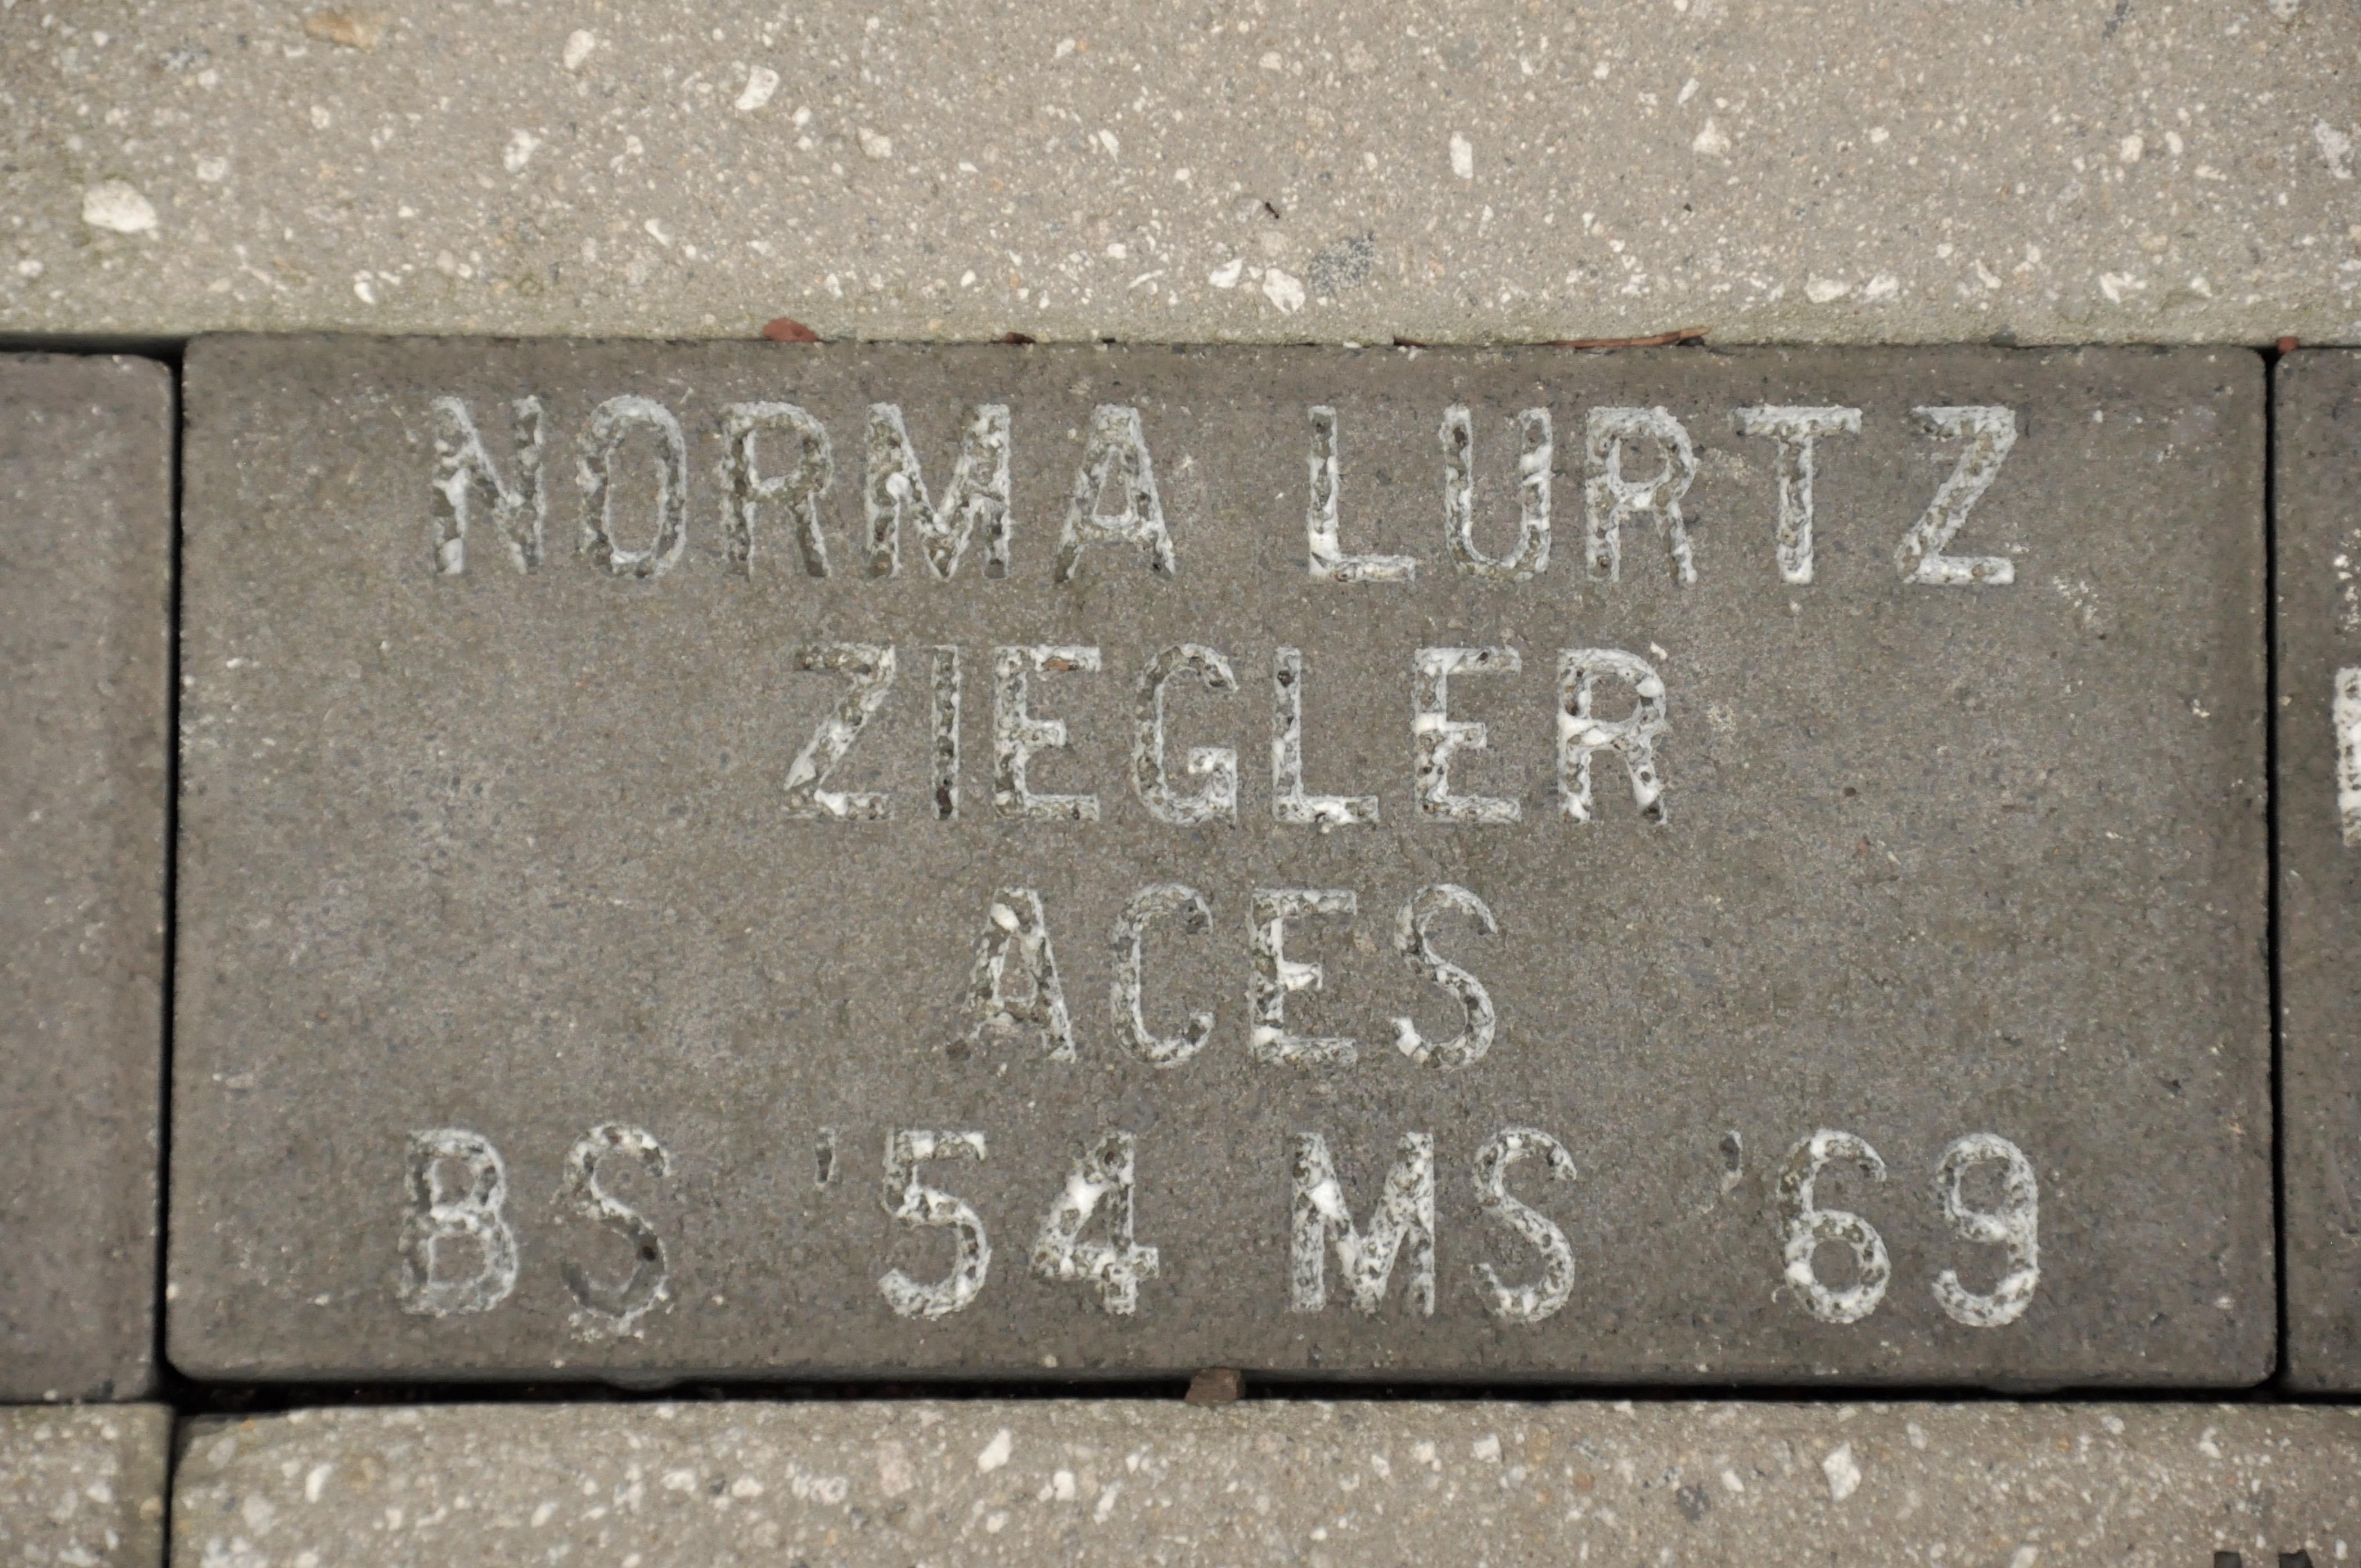 NORMA LURTZ
ZIEGLER
ACES
BS '54 MS '69